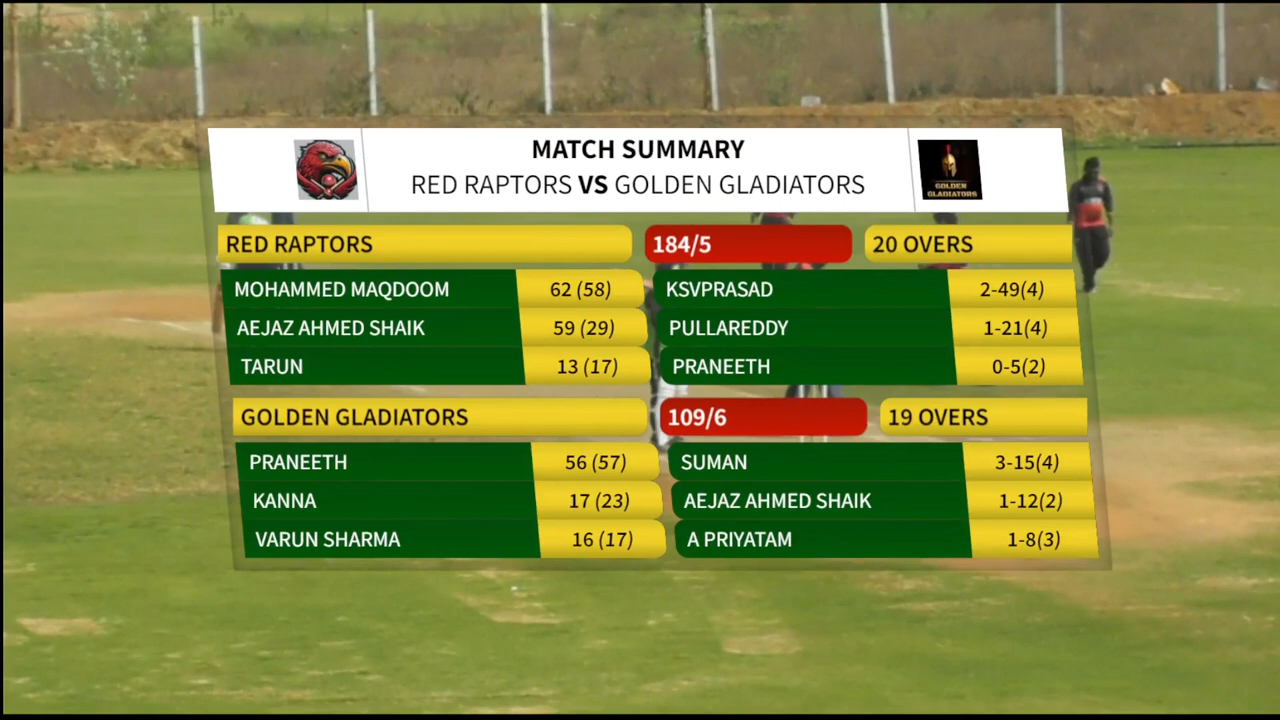 MATCH SUMMARY
RED RAPTORS VS GOLDEN GLADIATORS
GOLDEN GLADIATORS
RED RAPTORS 184/5 20 OVERS
MOHAMMED MAQDOOM 62 (58) KSVPRASAD 2-49(4)
AEJAZ AHMED SHAIK 59 (29) PULLAREDDY 1-21(4)
TARUN 13 (17) PRANEETH 0-5(2)
GOLDEN GLADIATORS 109/6 19 OVERS
PRANEETH 56 (57) SUMAN 3-15(4)
KANNA 17 (23) AEJAZ AHMED SHAIK 1-12(2)
VARUN SHARMA 16 (17) A PRIYATAM 1-8(3)